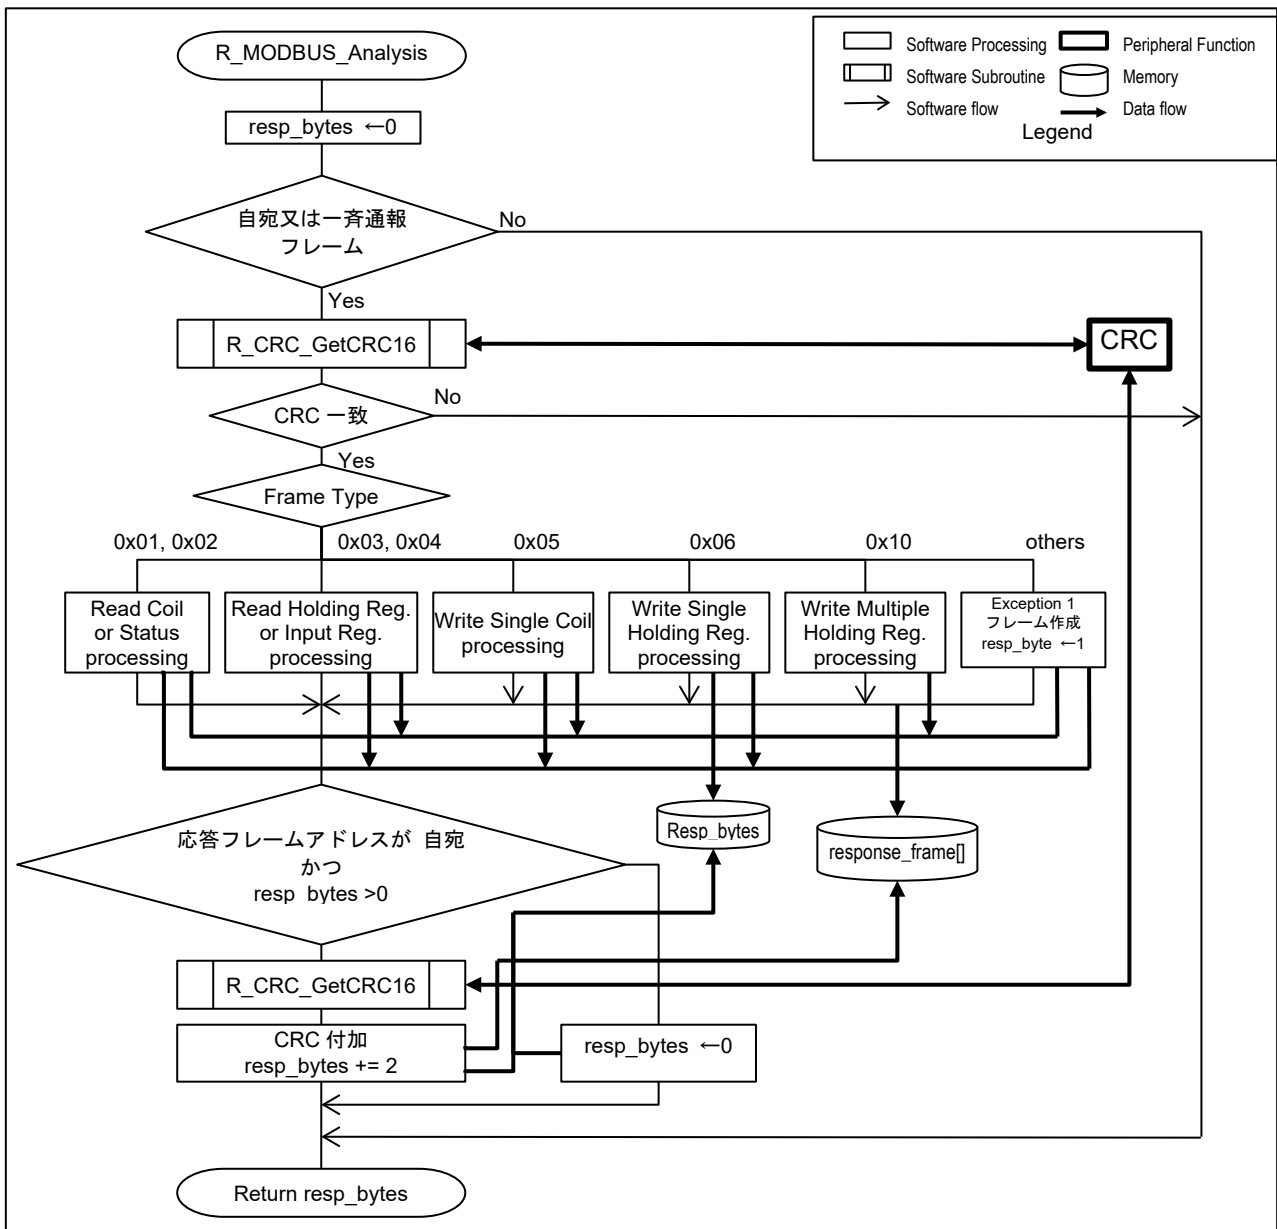 R_MODBUS_Analysis
Software Processing
Peripheral Function
Software Subroutine
Memory
Software flow
Data flow
Legend
resp_bytes ←0
自宛又は一斉通報
フレーム
No
Yes
R_CRC_GetCRC16
CRC
CRC 一致
No
Yes
Frame Type
0x01, 0x02
0x03, 0x04
0x05
0x06
0x10
others
Read Coil
or Status
processing
Read Holding Reg.
or Input Reg.
processing
Write Single Coil
processing
Write Single
Holding Reg.
processing
Write Multiple
Holding Reg.
processing
Exception 1
フレーム作成
resp_byte ←1
Resp_bytes
response_frame[]
応答フレームアドレスが 自宛
かつ
resp bytes >0
R_CRC_GetCRC16
CRC 付加
resp_bytes += 2
resp_bytes ←0
Return resp_bytes